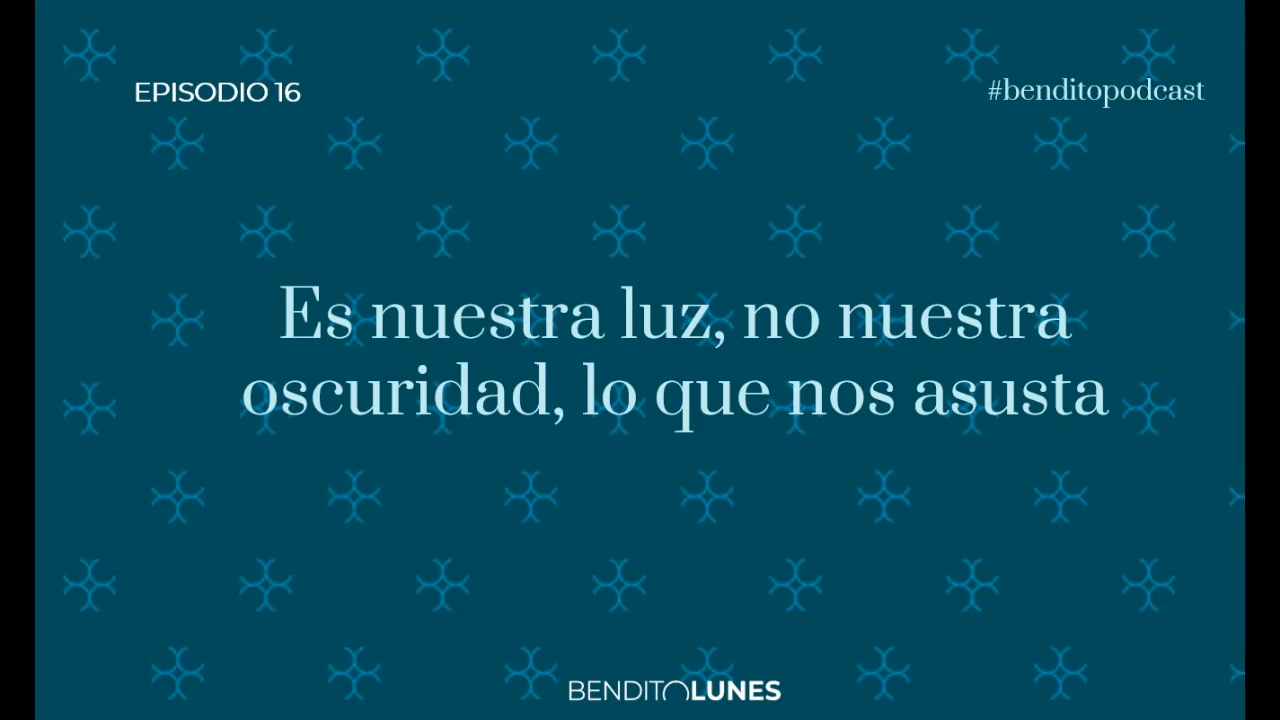 EPISODIO 16
#benditopodcast
Es nuestra luz, no nuestra
oscuridad, lo que nos asusta
BENDITOLUNES